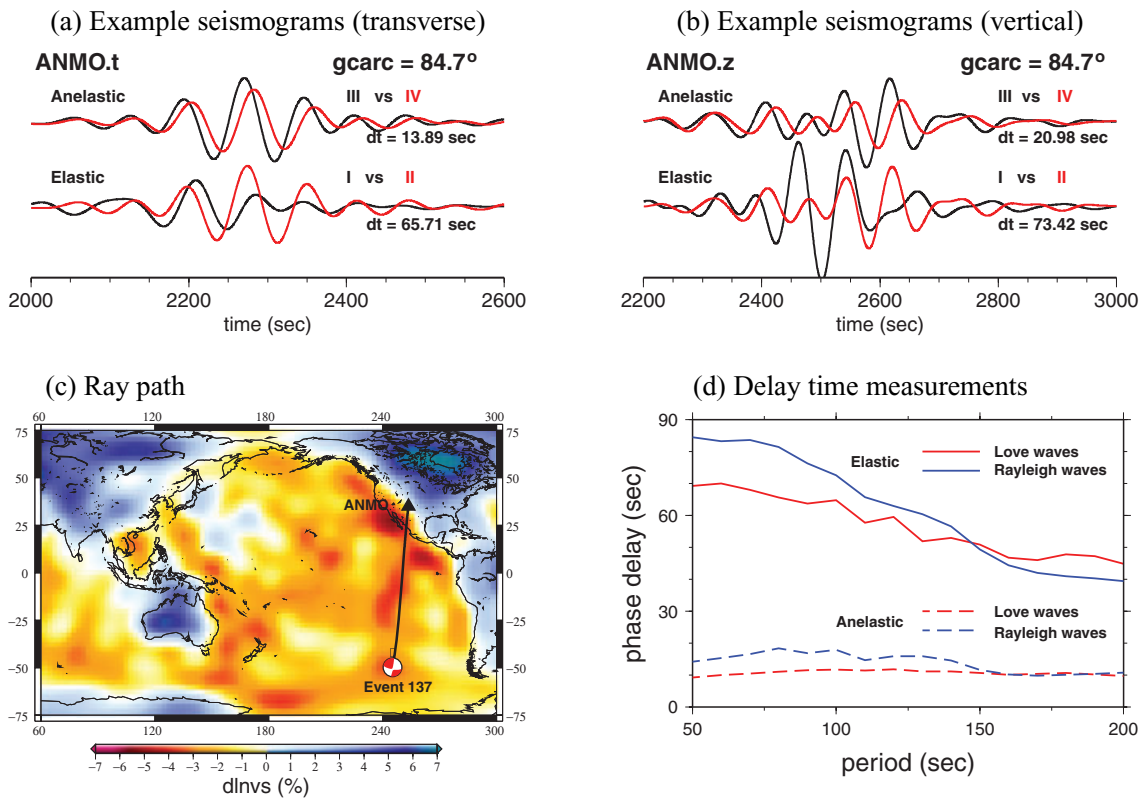 (a) Example seismograms (transverse)
ANMO.t gcarc = 84.7º
Anelastic III vs IV
dt = 13.89 sec
Elastic I vs II
dt = 65.71 sec
2000 2200 2400 2600
time (sec)
(b) Example seismograms (vertical)
ANMO.z gcarc = 84.7º
Anelastic III vs IV
dt = 20.98 sec
Elastic I vs II
dt = 73.42 sec
2200 2400 2600 2800 3000
time (sec)
(c) Ray path
60 120 180 240 300
75 75
50 50
ANMO
25 25
0 0
−25 −25
−50 −50
Event 137
−75 −75
60 120 180 240 300
−7 −6 −5 −4 −3 −2 −1 0 1 2 3 4 5 6 7
dlnvs (%)
(d) Delay time measurements
90
60
30
0
phase delay (sec)
Elastic Love waves
Rayleigh waves
Anelastic Love waves
Rayleigh waves
50 100 150 200
period (sec)